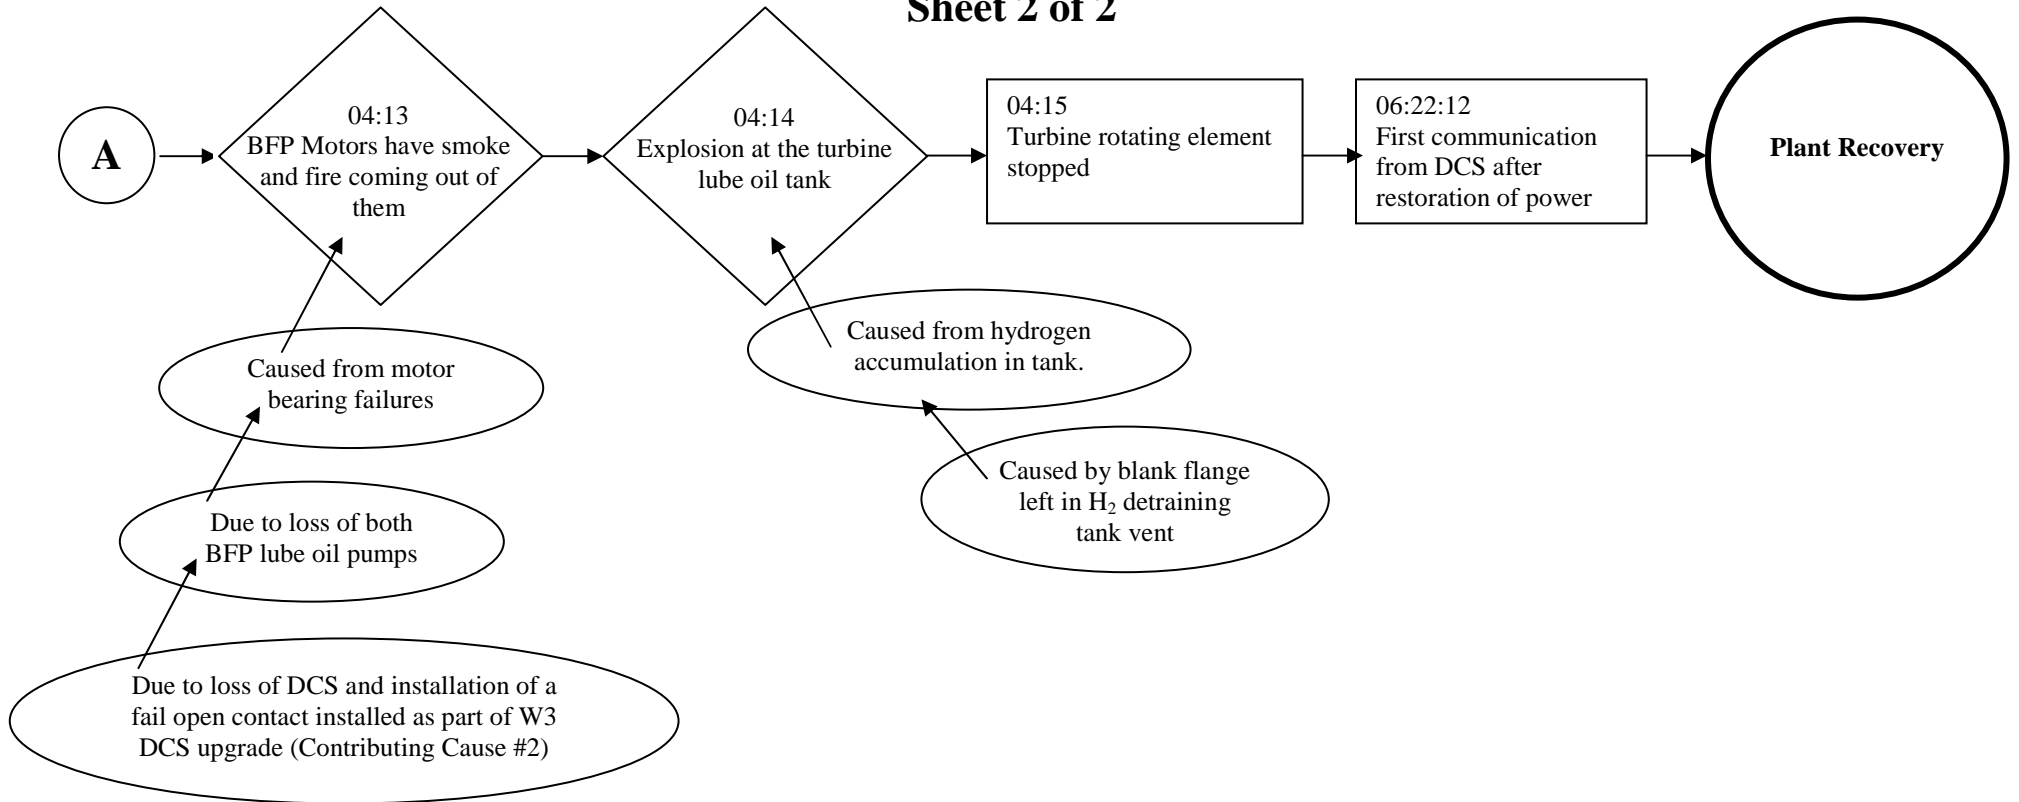 Sheet 2 of 2
A
04:13
BFP Motors have smoke
and fire coming out of
them
04:14
Explosion at the turbine
lube oil tank
04:15
Turbine rotating element
stopped
06:22:12
First communication
from DCS after
restoration of power
Plant Recovery
Caused from motor
bearing failures
Due to loss of both
BFP lube oil pumps
Due to loss of DCS and installation of a
fail open contact installed as part of W3
DCS upgrade (Contributing Cause #2)
Caused from hydrogen
accumulation in tank.
Caused by blank flange
left in H₂ detraining
tank vent